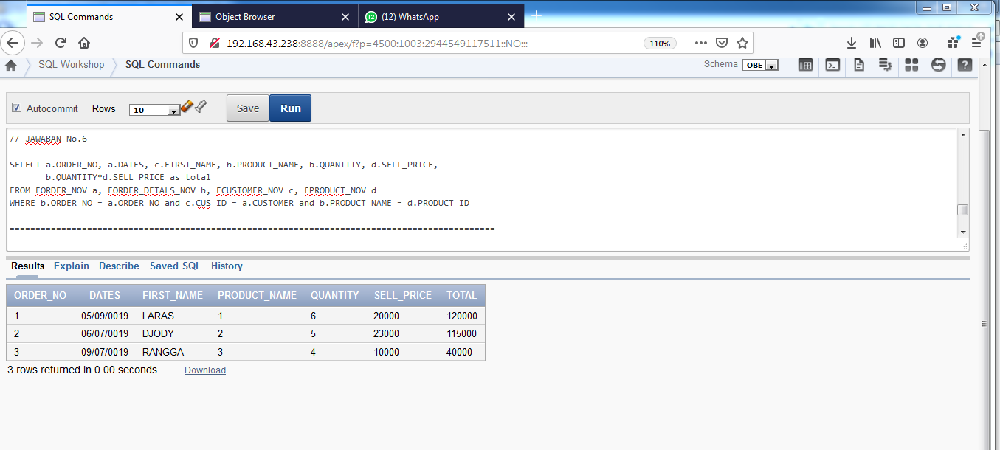 SQL Commands
Object Browser
(12) WhatsApp
192.168.43.238:8888/apex/f?p=4500:1003:2944549117511::NO:::
110%
SQL Workshop
SQL Commands
Schema OBE
Autocommit Rows 10 Save Run
// JAWABAN No.6
SELECT a.ORDER_NO, a.DATES, c.FIRST_NAME, b.PRODUCT_NAME, b.QUANTITY, d.SELL_PRICE,
b.QUANTITY*d.SELL_PRICE as total
FROM FORDER_NOV a, FORDER_DETALS_NOV b, FCUSTOMER_NOV c, FPRODUCT_NOV d
WHERE b.ORDER_NO = a.ORDER_NO and c.CUS_ID = a.CUSTOMER and b.PRODUCT_NAME = d.PRODUCT_ID
==============================================================================================
Results Explain Describe Saved SQL History
ORDER_NO DATES FIRST_NAME PRODUCT_NAME QUANTITY SELL_PRICE TOTAL
1 05/09/0019 LARAS 1 6 20000 120000
2 06/07/0019 DJODY 2 5 23000 115000
3 09/07/0019 RANGGA 3 4 10000 40000
3 rows returned in 0.00 seconds Download